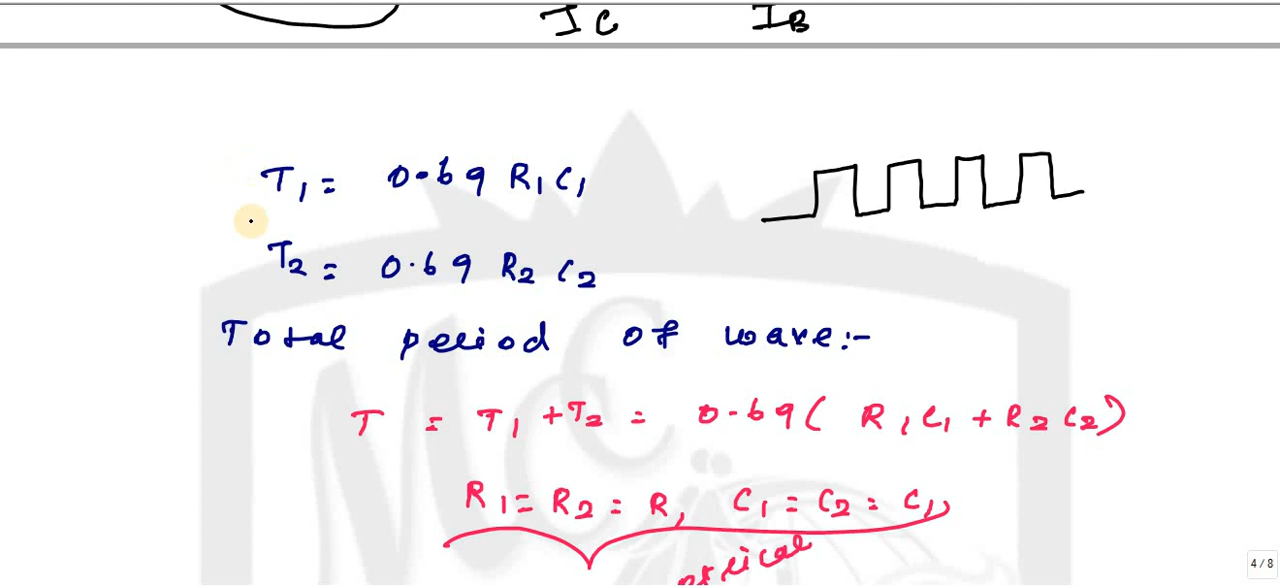 IC IB
T1 = 0.69 R1C1
T2 = 0.69 R2C2
Total period of wave:-
T = T1 + T2 = 0.69( R1C1 + R2C2)
R1 = R2 = R, C1 = C2 = C,
4 / 8